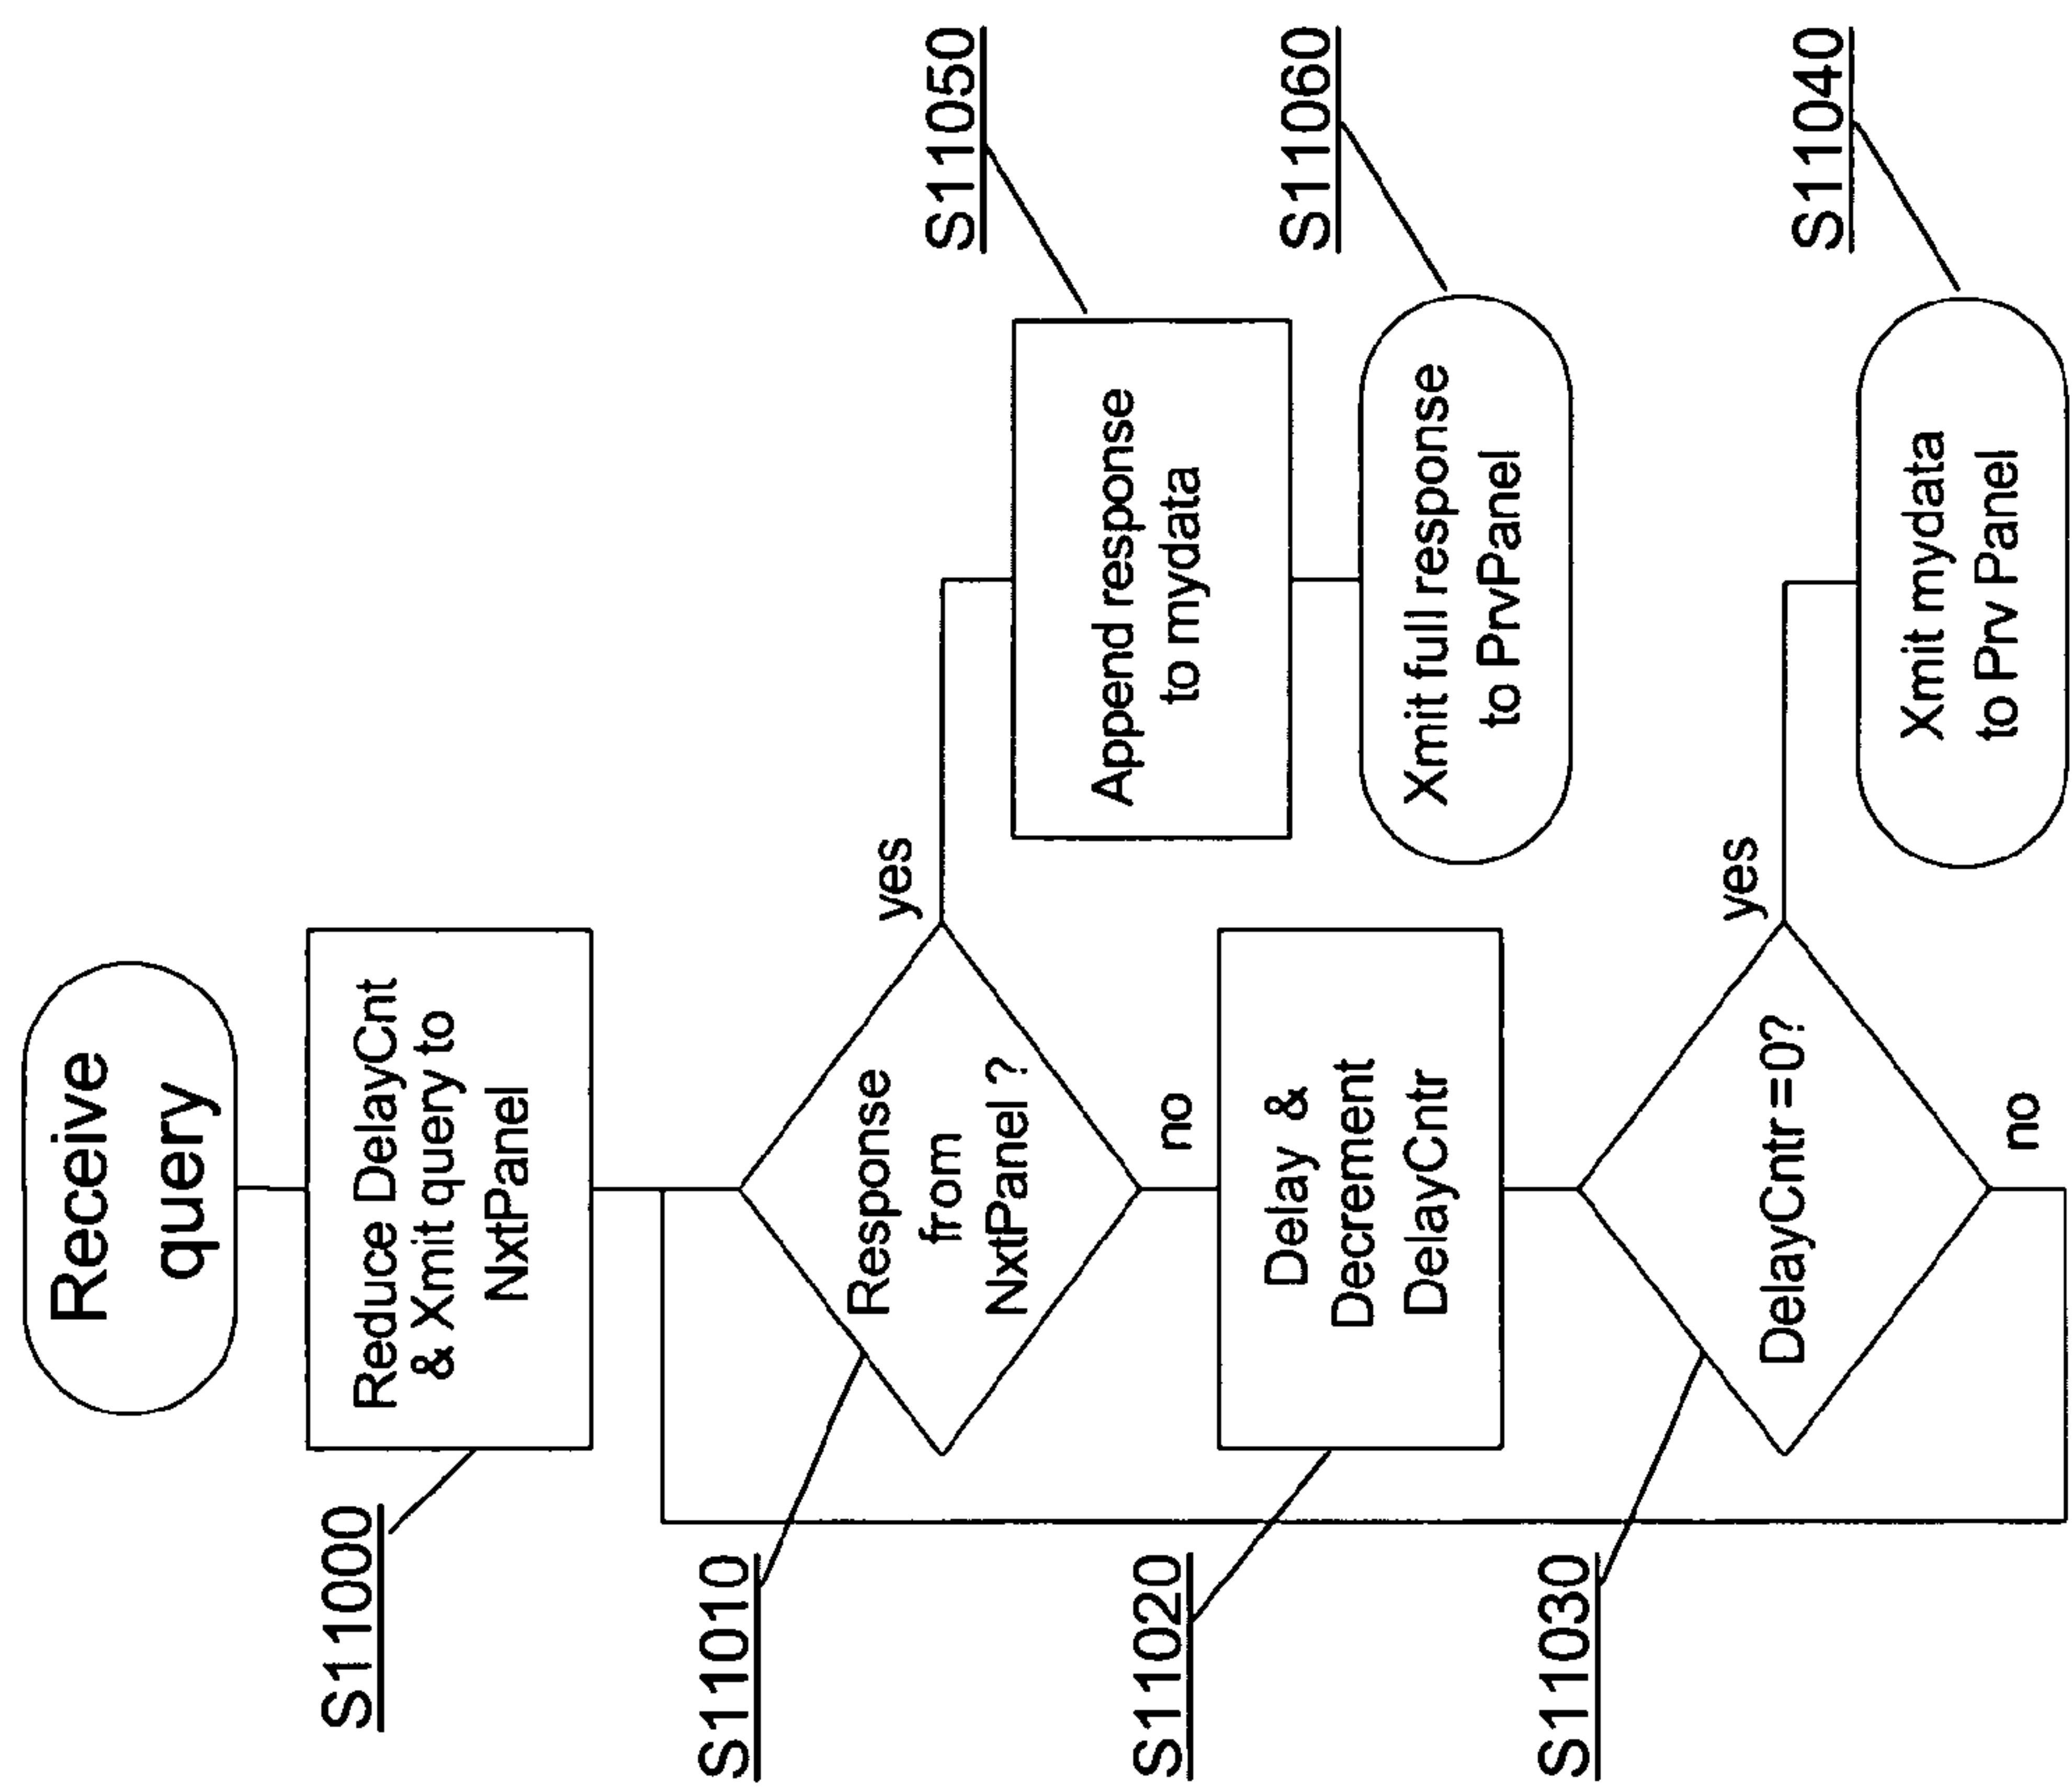 Receive
query
S11000
Reduce DelayCnt
& Xmit query to
NxtPanel
S11010
Response
from
NxtPanel ?
yes
no
S11050
Append response
to mydata
S11060
Xmit full response
to PrvPanel
S11020
Delay &
Decrement
DelayCntr
S11030
DelayCntr=0?
yes
no
S11040
Xmit mydata
to Prv Panel